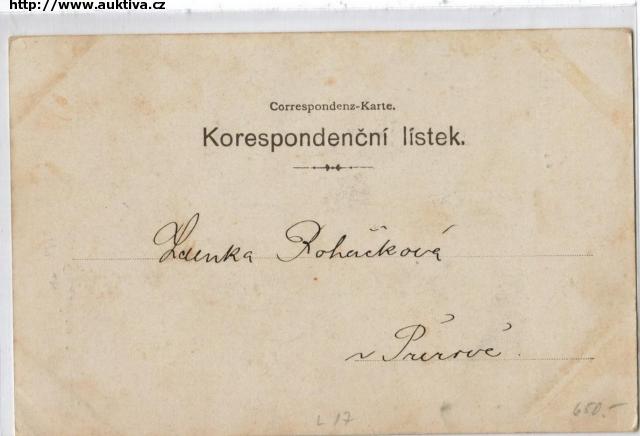 http://www.auktiva.cz
Correspondenz-Karte.
Korespondenční lístek.
Zdenka Roháčková
v Přerově.
L 17
650.-